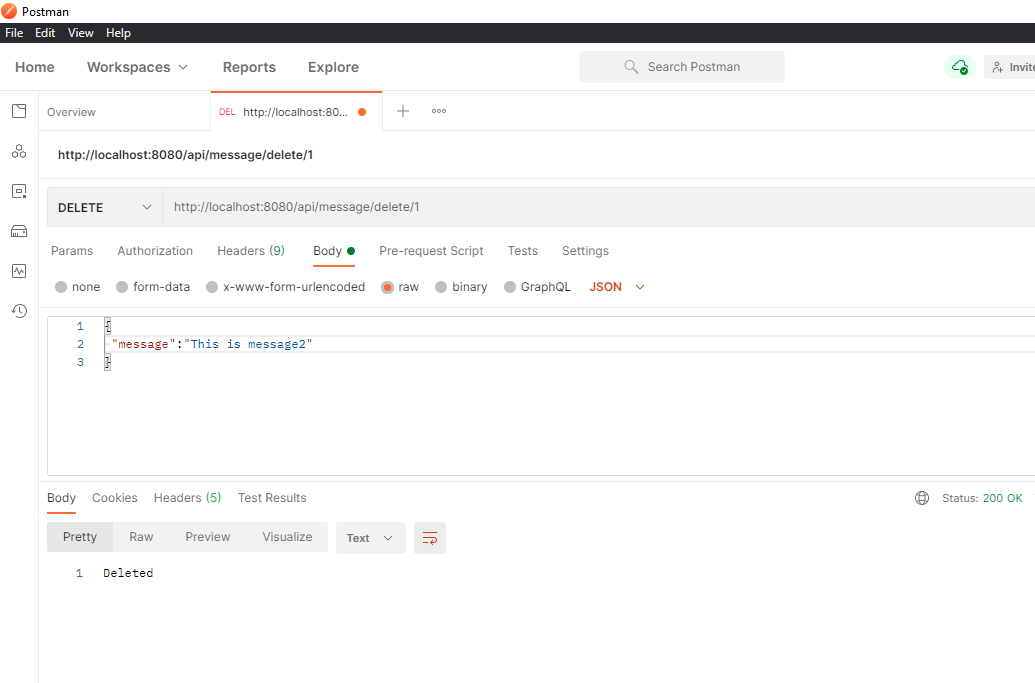 Postman
File Edit View Help
Home Workspaces Reports Explore Search Postman Invite
Overview DEL http://localhost:80...
http://localhost:8080/api/message/delete/1
DELETE http://localhost:8080/api/message/delete/1
Params Authorization Headers (9) Body Pre-request Script Tests Settings
none form-data x-www-form-urlencoded raw binary GraphQL JSON
1 {
2 "message":"This is message2"
3 }
Body Cookies Headers (5) Test Results Status: 200 OK
Pretty Raw Preview Visualize Text
1 Deleted